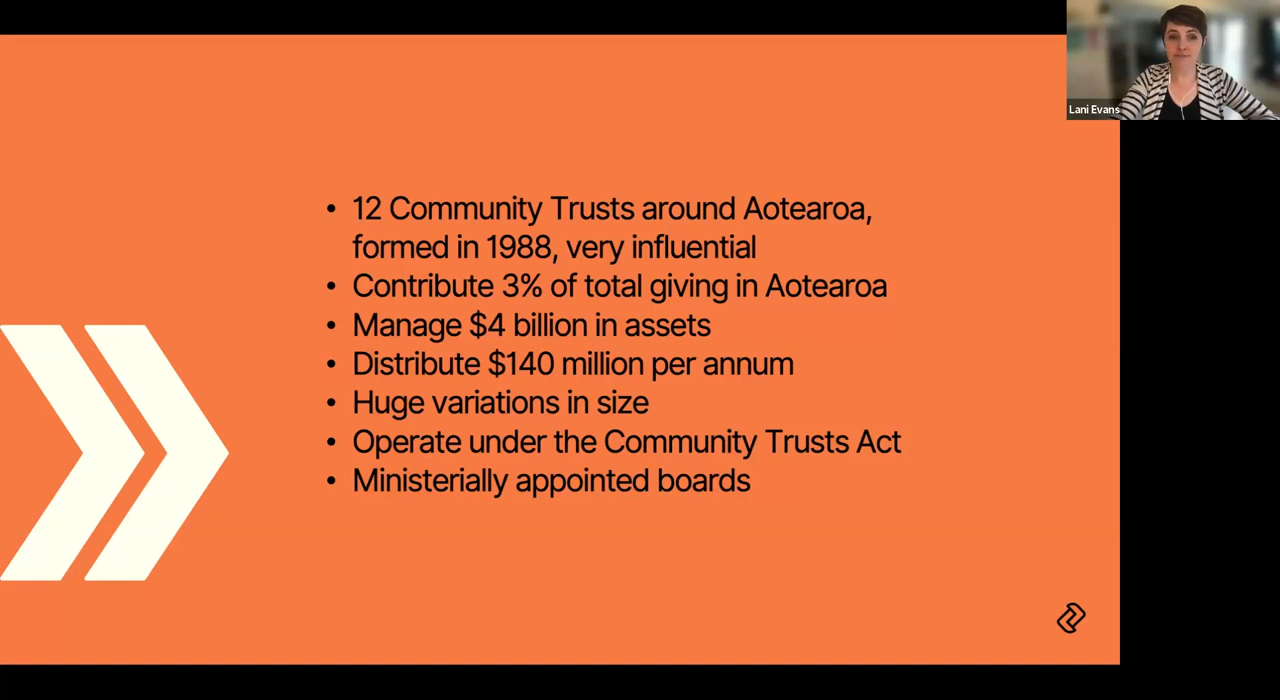 Lani Evans
• 12 Community Trusts around Aotearoa,
formed in 1988, very influential
• Contribute 3% of total giving in Aotearoa
• Manage $4 billion in assets
• Distribute $140 million per annum
• Huge variations in size
• Operate under the Community Trusts Act
• Ministerially appointed boards